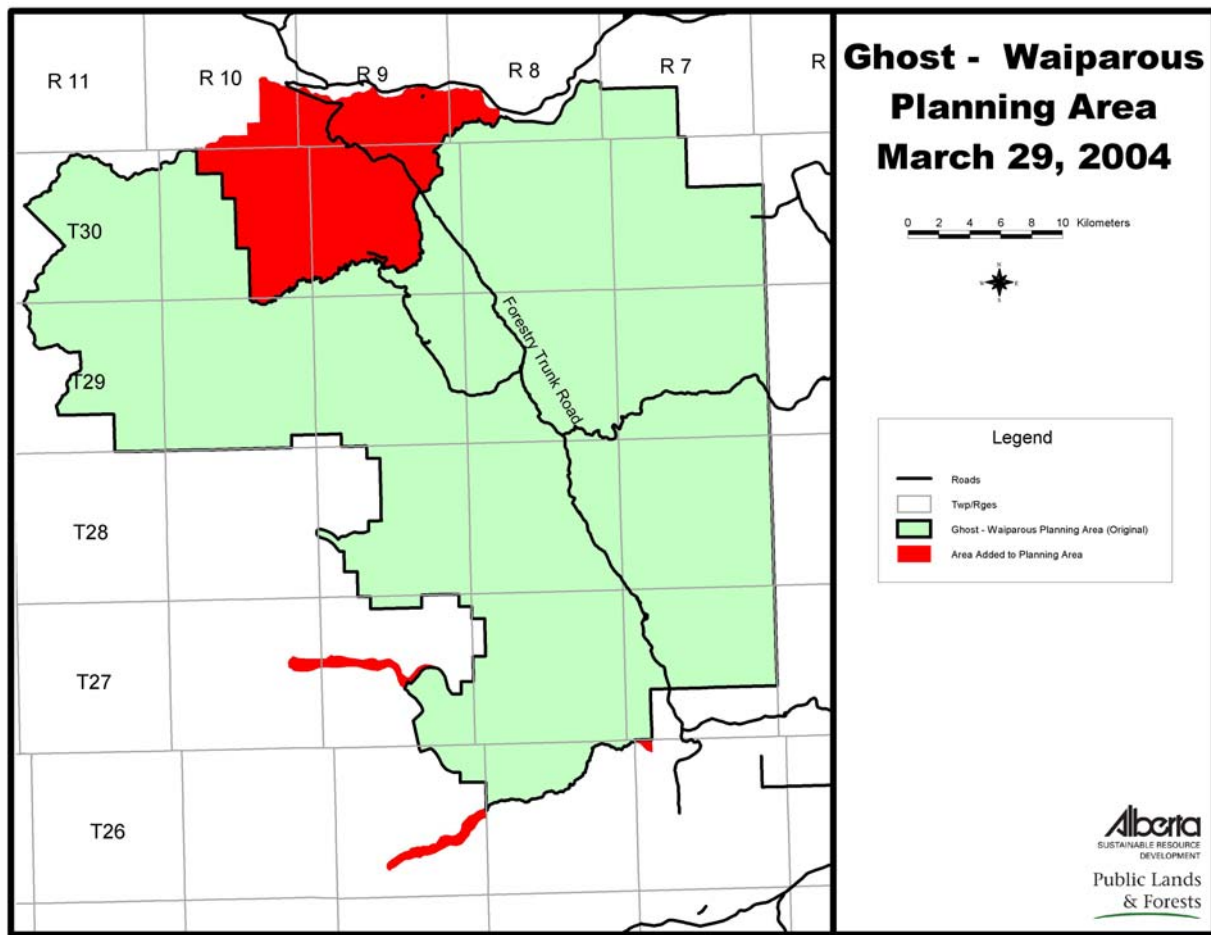 R 11
R 10
R 9
R 8
R 7
R
T30
T29
T28
T27
T26
Forestry Trunk Road
Ghost - Waiparous
Planning Area
March 29, 2004
0 2 4 6 8 10 Kilometers
N
W E
S
Legend
Roads
Twp/Rges
Ghost - Waiparous Planning Area (Original)
Area Added to Planning Area
Alberta
SUSTAINABLE RESOURCE
DEVELOPMENT
Public Lands
& Forests